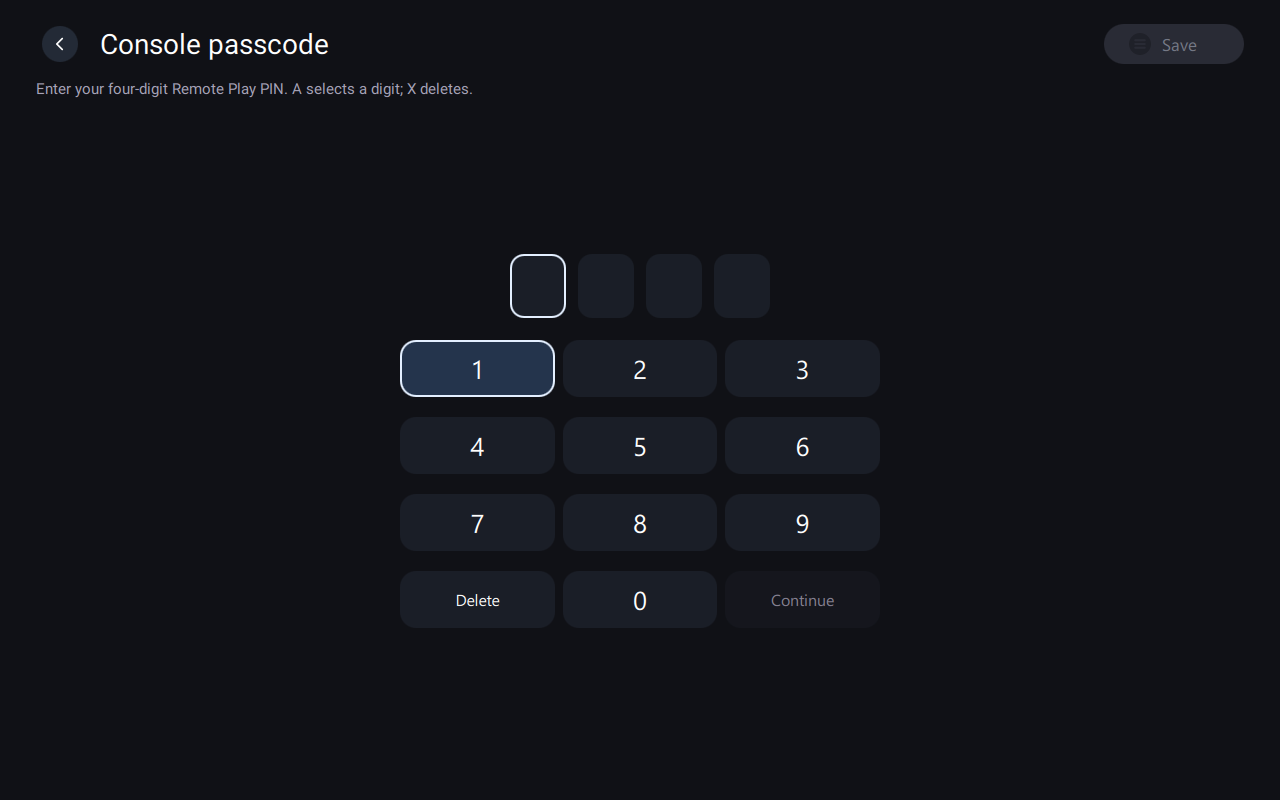 Console passcode
Save
Enter your four-digit Remote Play PIN. A selects a digit; X deletes.
1 2 3
4 5 6
7 8 9
Delete 0 Continue